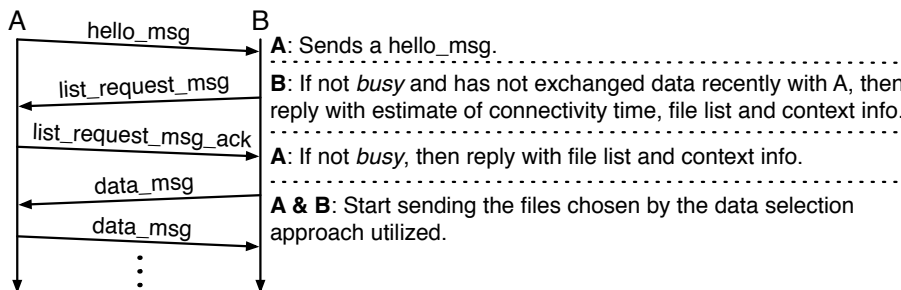 A
B
hello_msg
A: Sends a hello_msg.
list_request_msg
B: If not busy and has not exchanged data recently with A, then
reply with estimate of connectivity time, file list and context info.
list_request_msg_ack
A: If not busy, then reply with file list and context info.
data_msg
A & B: Start sending the files chosen by the data selection
approach utilized.
data_msg